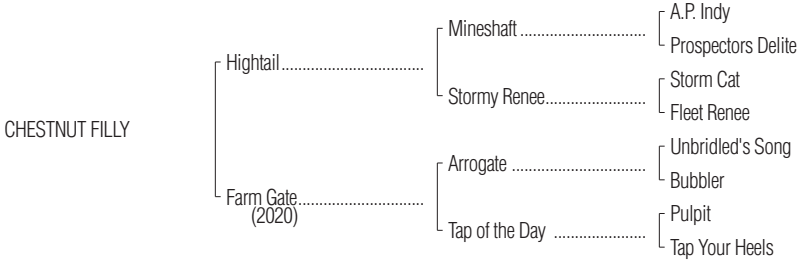 A.P. Indy
Mineshaft
Prospectors Delite
Hightail
Storm Cat
Stormy Renee
Fleet Renee
CHESTNUT FILLY
Unbridled's Song
Arrogate
Bubbler
Farm Gate
(2020)
Pulpit
Tap of the Day
Tap Your Heels